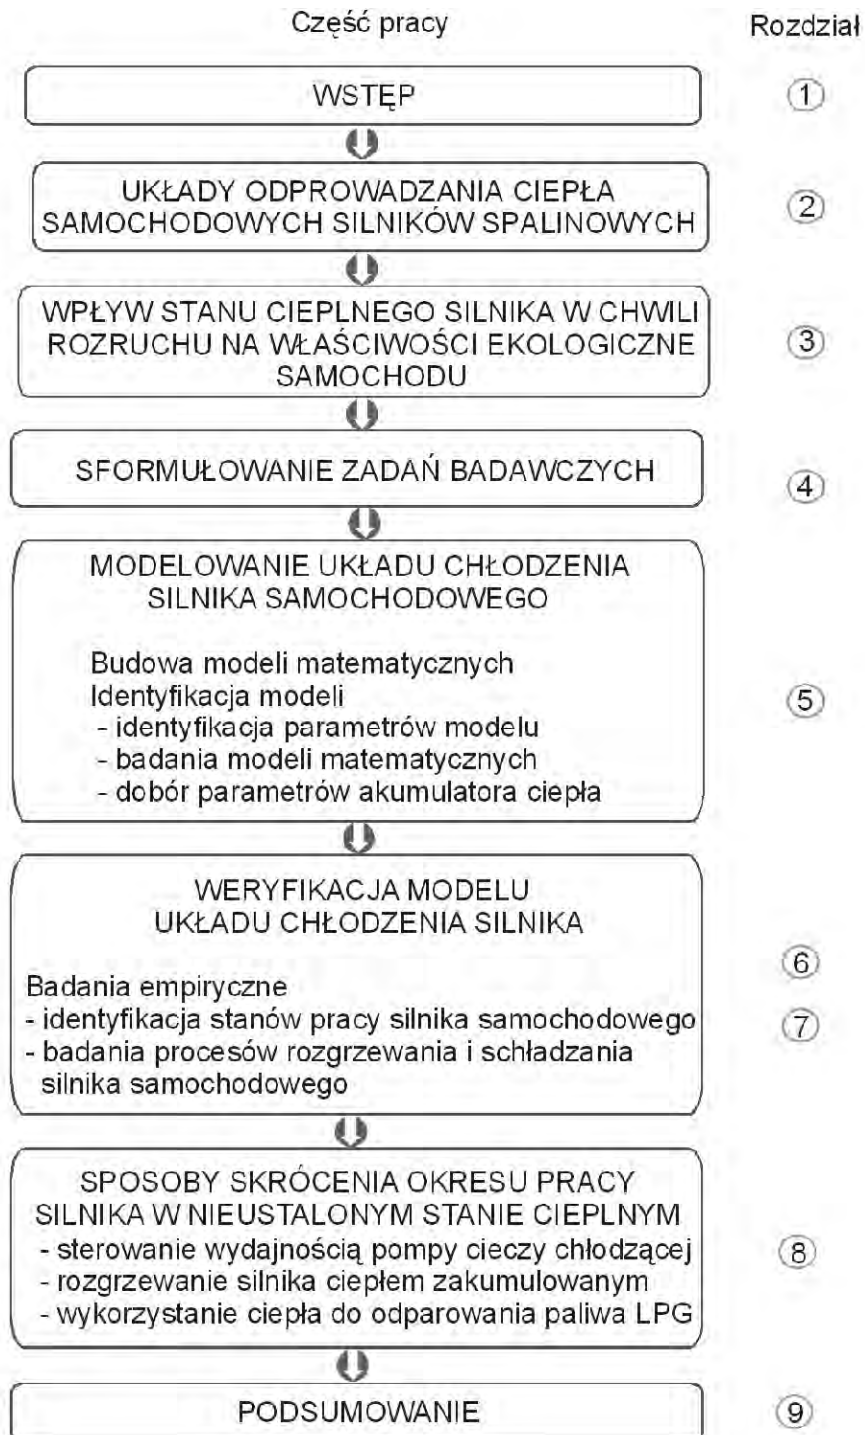 Część pracy Rozdział
WSTĘP ①
UKŁADY ODPROWADZANIA CIEPŁA
SAMOCHODOWYCH SILNIKÓW SPALINOWYCH ②
WPŁYW STANU CIEPLNEGO SILNIKA W CHWILI
ROZRUCHU NA WŁAŚCIWOŚCI EKOLOGICZNE ③
SAMOCHODU
SFORMUŁOWANIE ZADAŃ BADAWCZYCH ④
MODELOWANIE UKŁADU CHŁODZENIA
SILNIKA SAMOCHODOWEGO
Budowa modeli matematycznych
Identyfikacja modeli ⑤
- identyfikacja parametrów modelu
- badania modeli matematycznych
- dobór parametrów akumulatora ciepła
WERYFIKACJA MODELU
UKŁADU CHŁODZENIA SILNIKA
⑥
Badania empiryczne
- identyfikacja stanów pracy silnika samochodowego ⑦
- badania procesów rozgrzewania i schładzania
silnika samochodowego
SPOSOBY SKRÓCENIA OKRESU PRACY
SILNIKA W NIEUSTALONYM STANIE CIEPLNYM
- sterowanie wydajnością pompy cieczy chłodzącej ⑧
- rozgrzewanie silnika ciepłem zakumulowanym
- wykorzystanie ciepła do odparowania paliwa LPG
PODSUMOWANIE ⑨